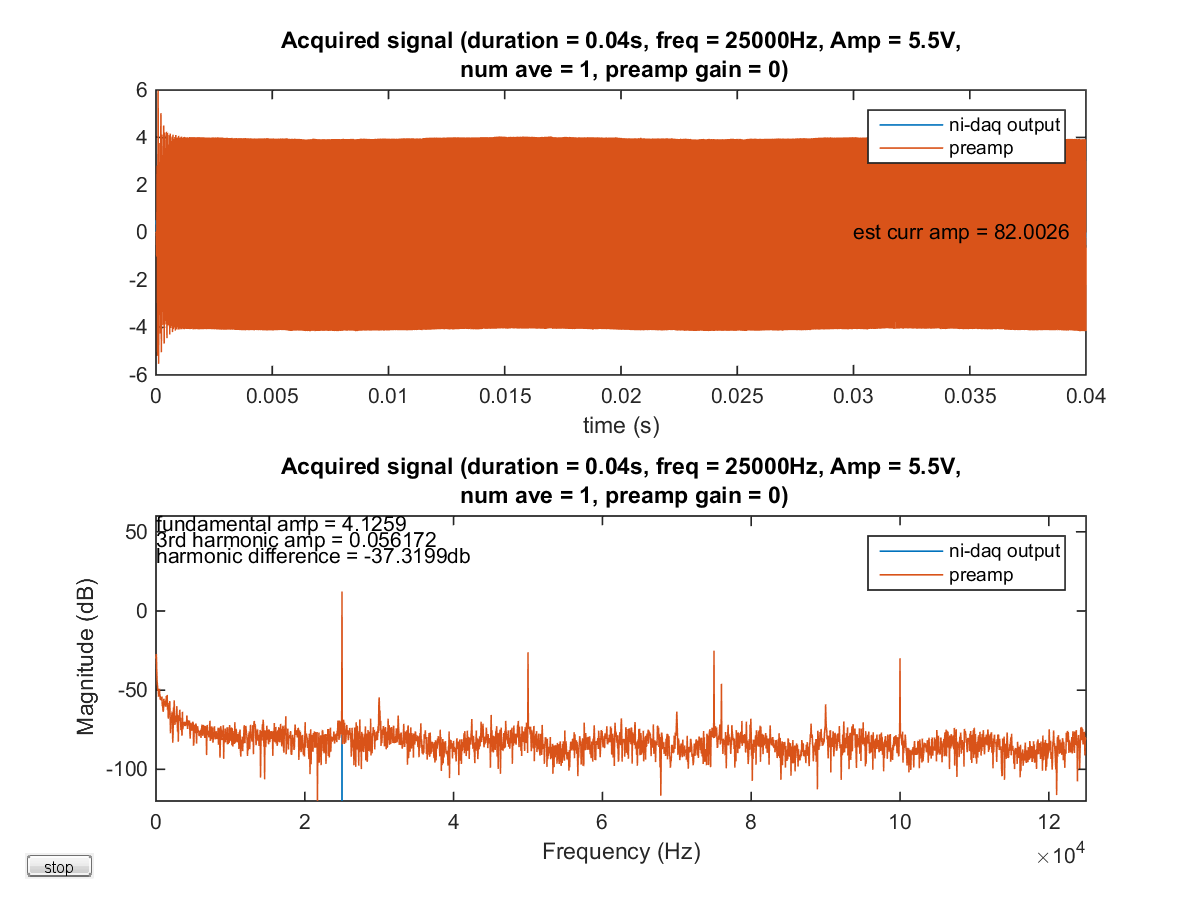 Acquired signal (duration = 0.04s, freq = 25000Hz, Amp = 5.5V,
num ave = 1, preamp gain = 0)
6
4
2
0
-2
-4
-6
ni-daq output
preamp
est curr amp = 82.0026
0
0.005
0.01
0.015
0.02
0.025
0.03
0.035
0.04
time (s)
Acquired signal (duration = 0.04s, freq = 25000Hz, Amp = 5.5V,
num ave = 1, preamp gain = 0)
fundamental amp = 4.1259
3rd harmonic amp = 0.056172
harmonic difference = -37.3199db
ni-daq output
preamp
Magnitude (dB)
50
0
-50
-100
0
2
4
6
8
10
12
×10⁴
Frequency (Hz)
stop